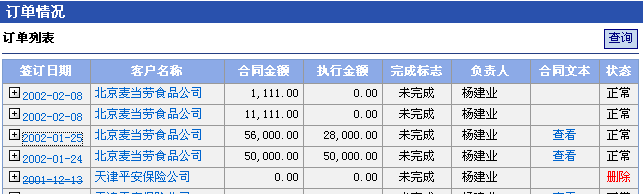 订单情况
订单列表 查询
签订日期 客户名称 合同金额 执行金额 完成标志 负责人 合同文本 状态
2002-02-08 北京麦当劳食品公司 1,111.00 0.00 未完成 杨建业 正常
2002-02-08 北京麦当劳食品公司 11,111.00 0.00 未完成 杨建业 正常
2002-01-25 北京麦当劳食品公司 56,000.00 28,000.00 未完成 杨建业 查看 正常
2002-01-24 北京麦当劳食品公司 50,000.00 50,000.00 未完成 杨建业 查看 正常
2001-12-13 天津平安保险公司 0.00 0.00 未完成 杨建业 删除